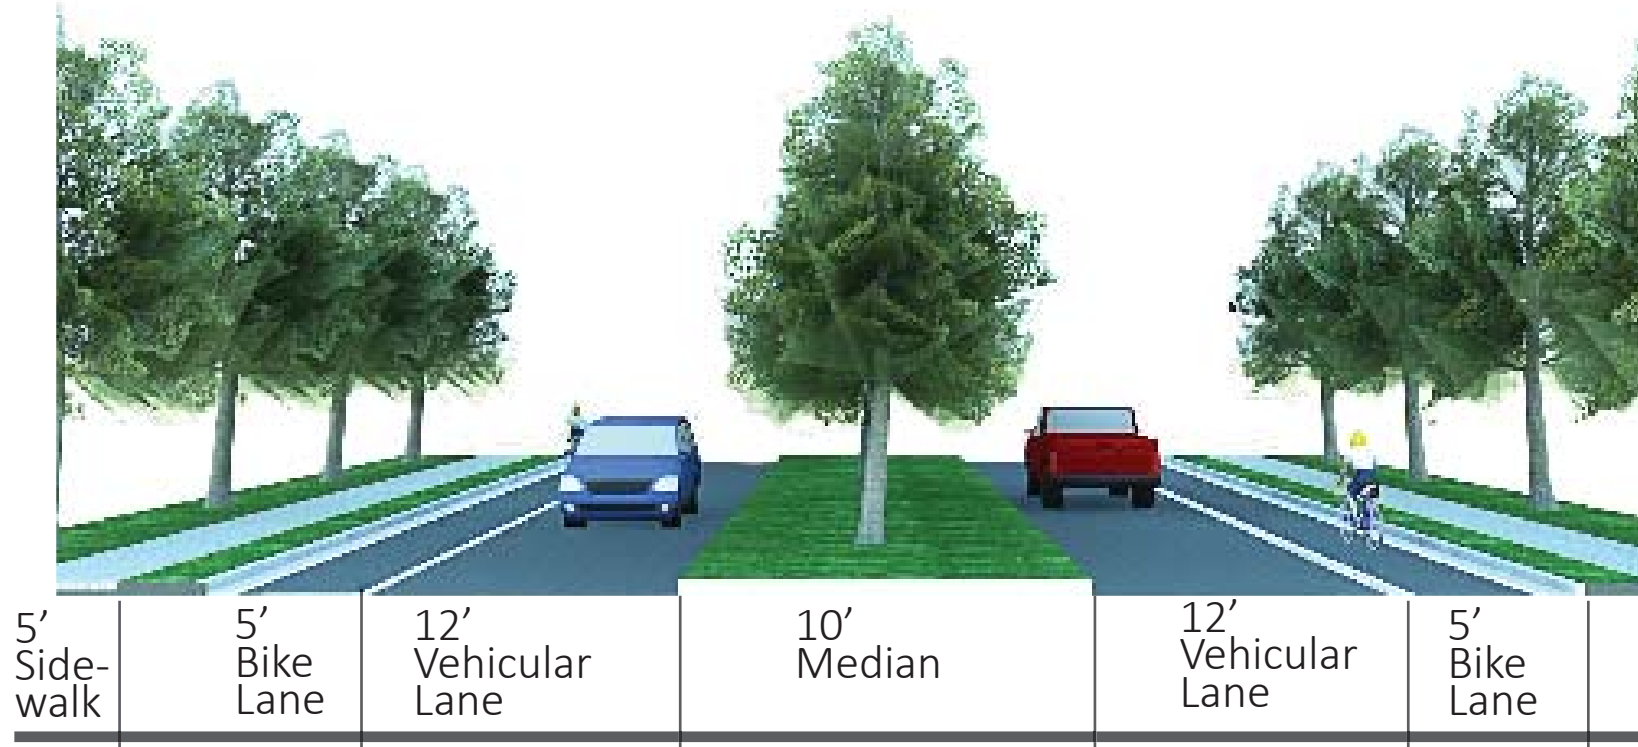 5’
Side-
walk
5’
Bike
Lane
12’
Vehicular
Lane
10’
Median
12’
Vehicular
Lane
5’
Bike
Lane